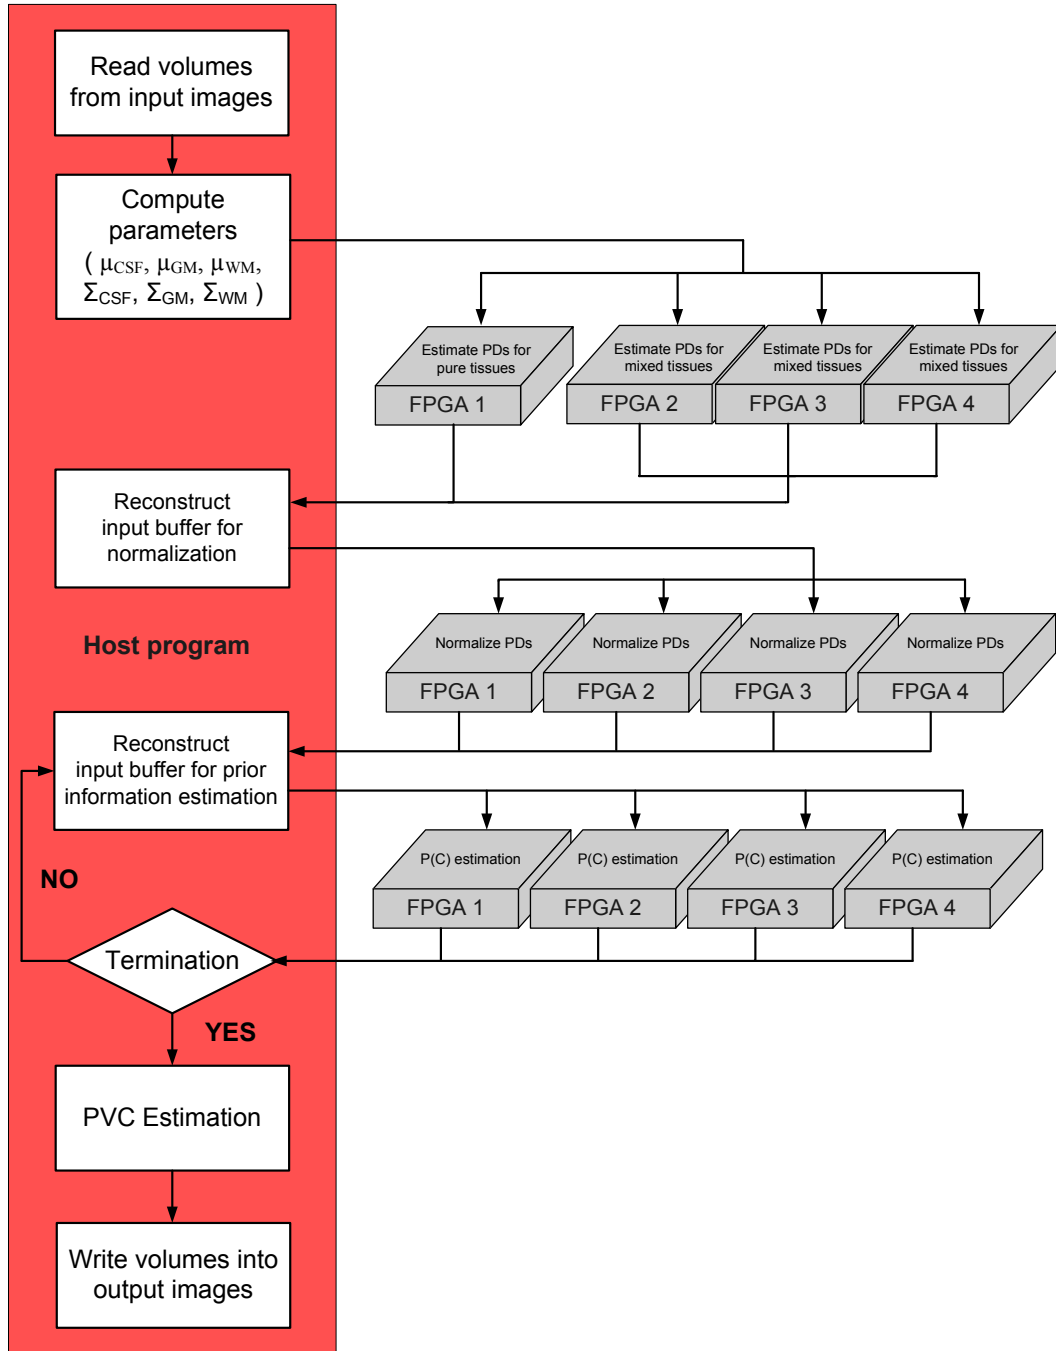 Read volumes
from input images
Compute
parameters
( μCSF, μGM, μWM,
ΣCSF, ΣGM, ΣWM )
Estimate PDs for
pure tissues
FPGA 1
Estimate PDs for
mixed tissues
FPGA 2
Estimate PDs for
mixed tissues
FPGA 3
Estimate PDs for
mixed tissues
FPGA 4
Reconstruct
input buffer for
normalization
Normalize PDs
FPGA 1
Normalize PDs
FPGA 2
Normalize PDs
FPGA 3
Normalize PDs
FPGA 4
Host program
Reconstruct
input buffer for prior
information estimation
P(C) estimation
FPGA 1
P(C) estimation
FPGA 2
P(C) estimation
FPGA 3
P(C) estimation
FPGA 4
NO
Termination
YES
PVC Estimation
Write volumes into
output images